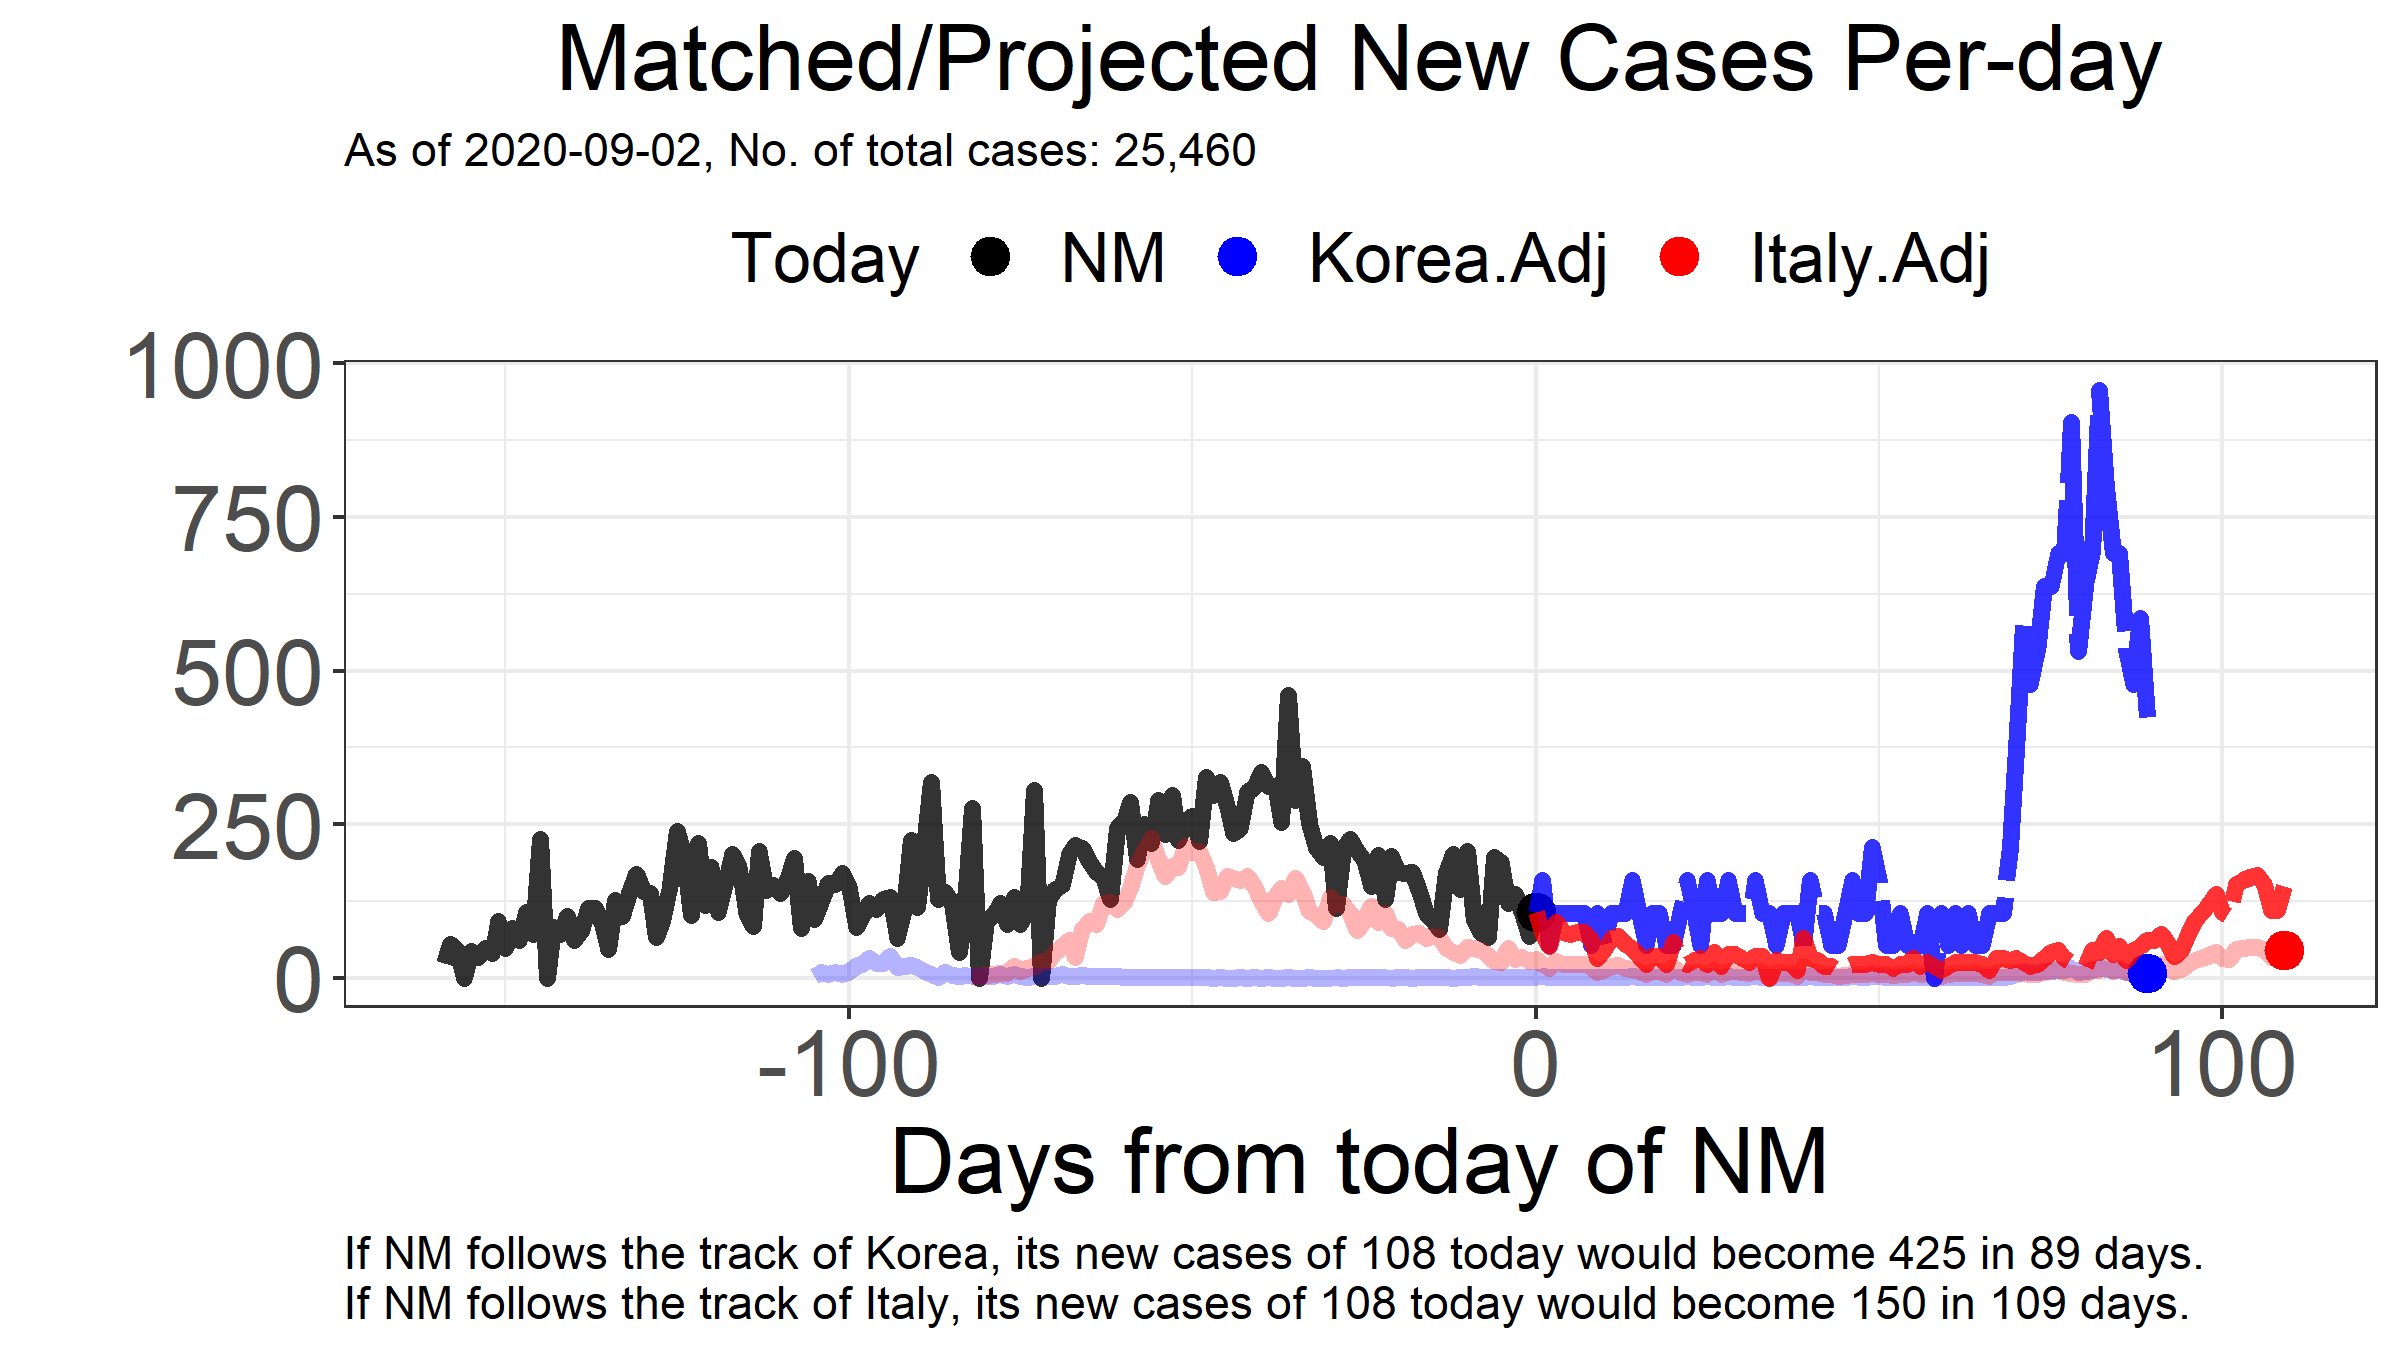 Matched/Projected New Cases Per-day
As of 2020-09-02, No. of total cases: 25,460
Today NM Korea.Adj Italy.Adj
1000
750
500
250
0
-100 0 100
Days from today of NM
If NM follows the track of Korea, its new cases of 108 today would become 425 in 89 days.
If NM follows the track of Italy, its new cases of 108 today would become 150 in 109 days.